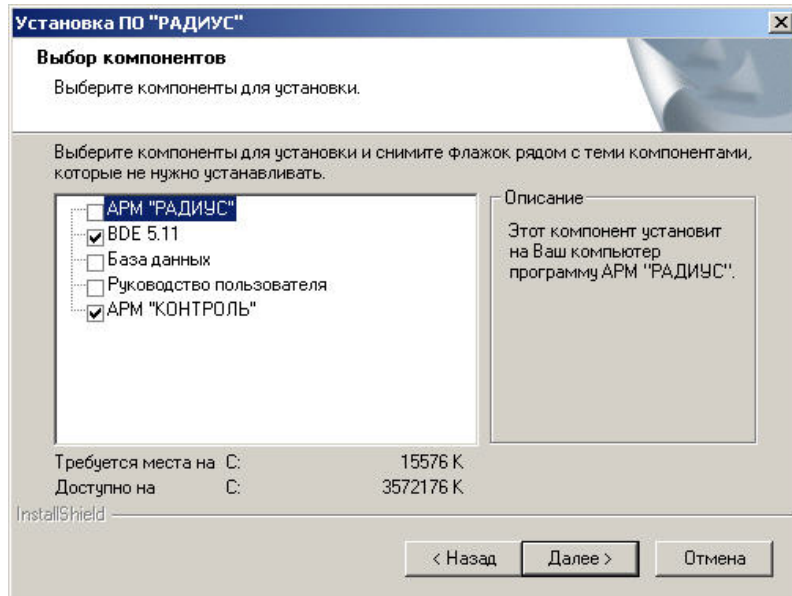 Установка ПО "РАДИУС"
Выбор компонентов
Выберите компоненты для установки.
Выберите компоненты для установки и снимите флажок рядом с теми компонентами,
которые не нужно устанавливать.
АРМ "РАДИУС"
BDE 5.11
База данных
Руководство пользователя
АРМ "КОНТРОЛЬ"
Описание
Этот компонент установит
на Ваш компьютер
программу АРМ "РАДИУС".
Требуется места на C: 15576 K
Доступно на C: 3572176 K
InstallShield
< Назад Далее > Отмена